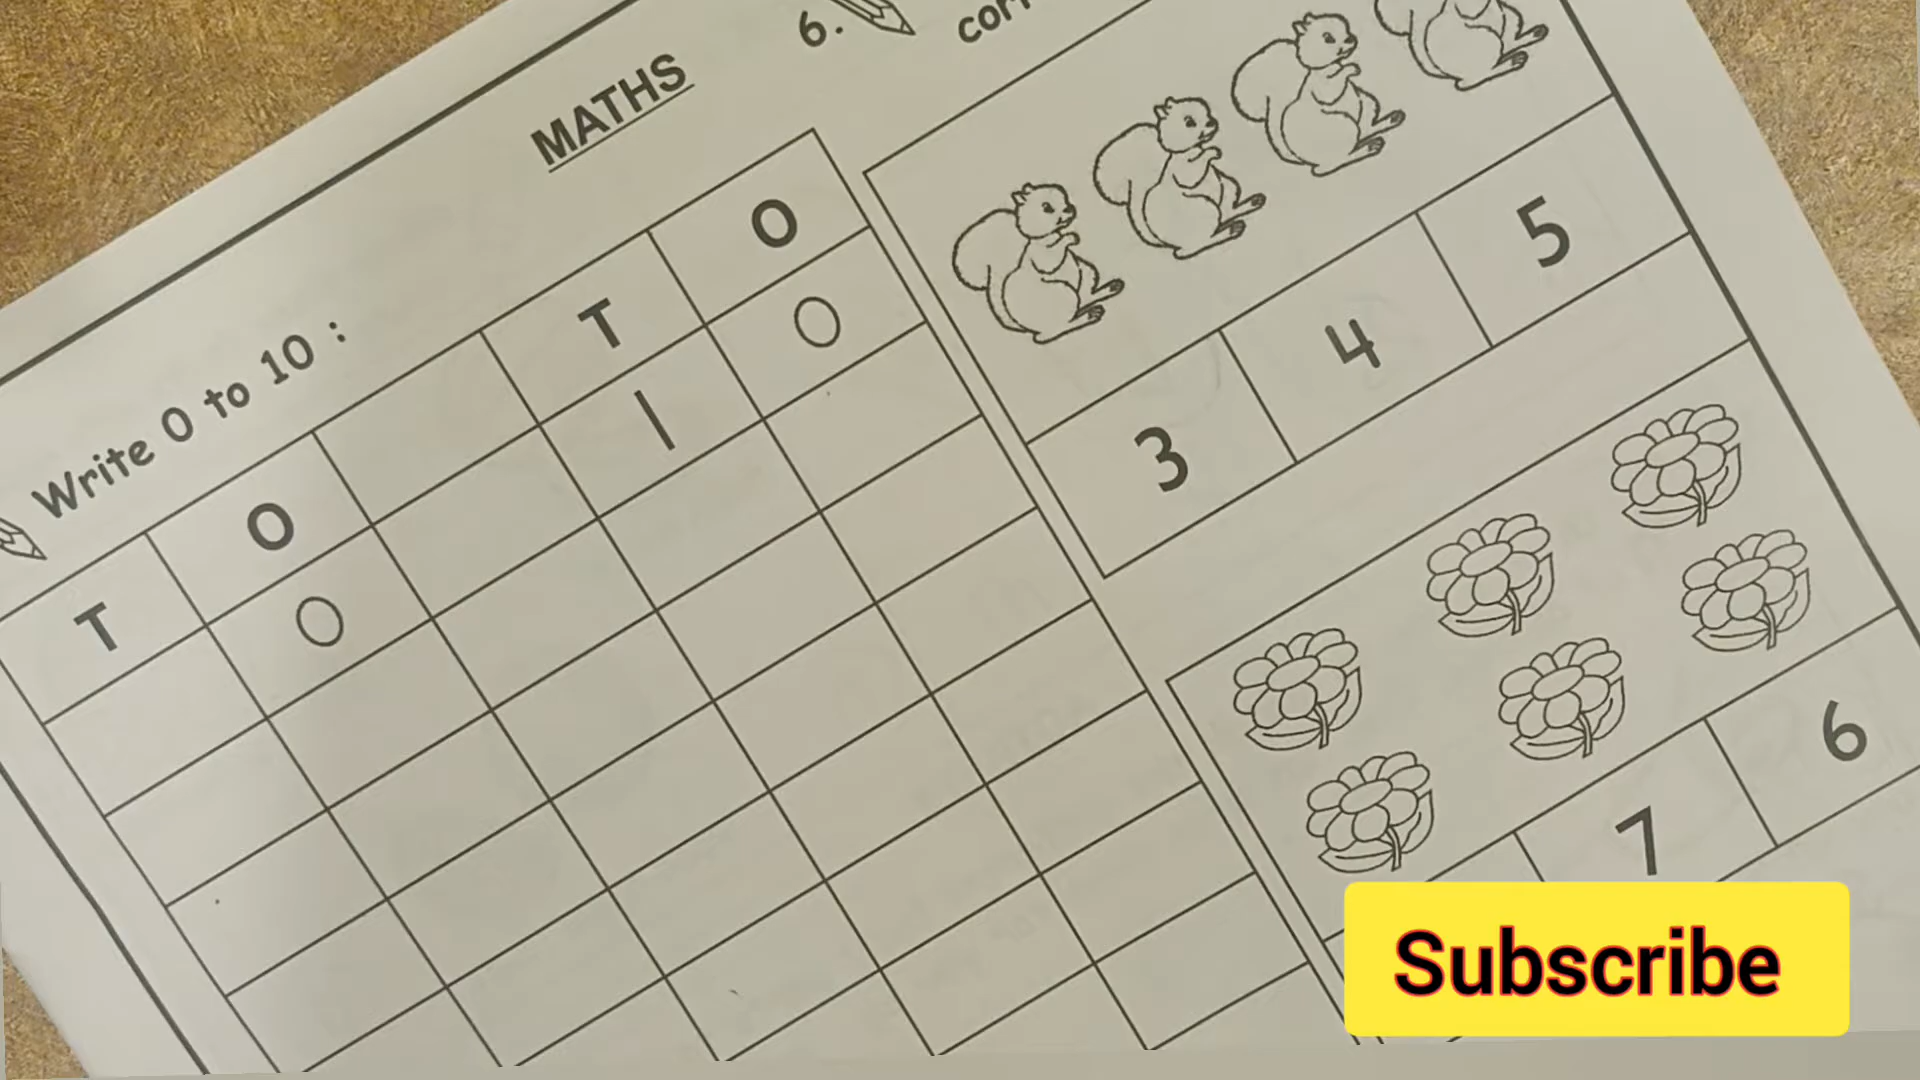 MATHS
Write 0 to 10 :
T O T O
0 1 0
6.
3 4 5
7 6
Subscribe